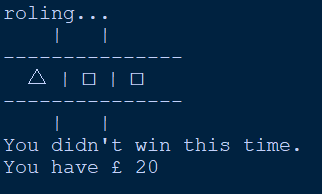 roling...
| |
---------------
△ | □ | □
---------------
| |
You didn't win this time.
You have £ 20